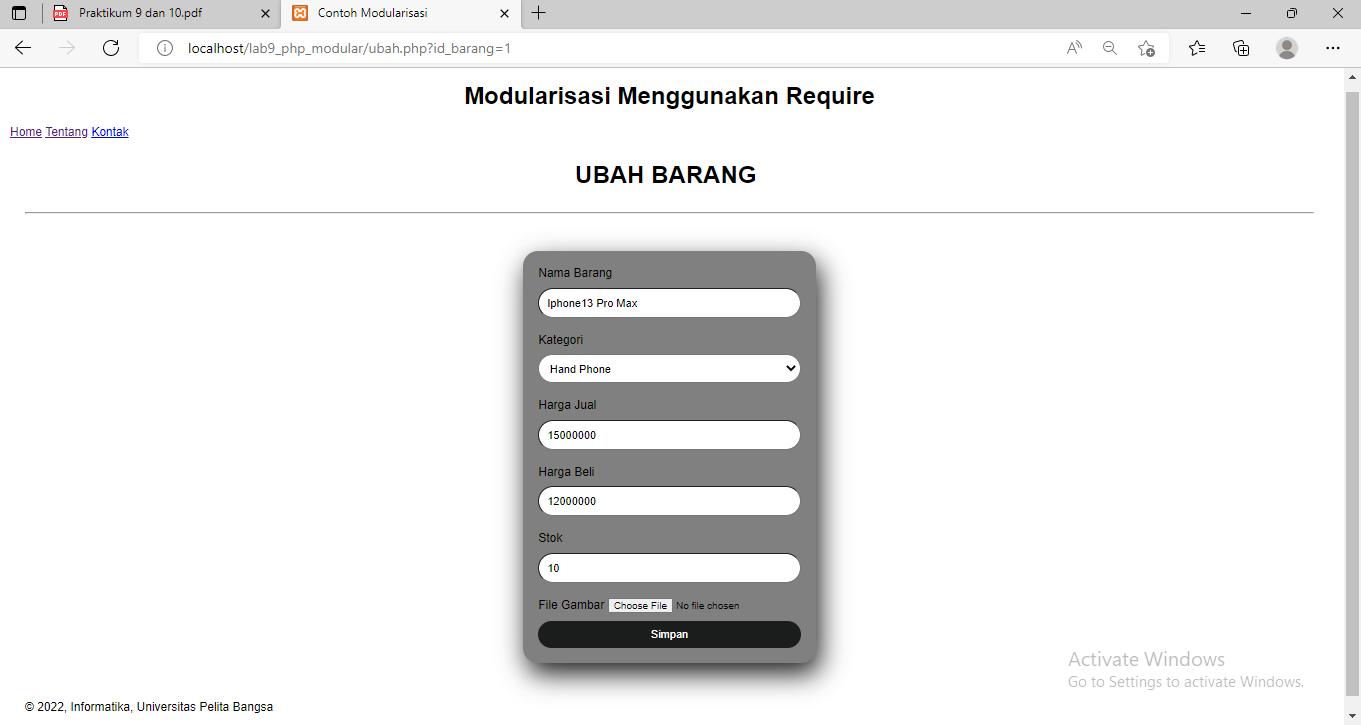 Praktikum 9 dan 10.pdf
Contoh Modularisasi
localhost/lab9_php_modular/ubah.php?id_barang=1
Modularisasi Menggunakan Require
Home Tentang Kontak
UBAH BARANG
Nama Barang
Iphone13 Pro Max
Kategori
Hand Phone
Harga Jual
15000000
Harga Beli
12000000
Stok
10
File Gambar Choose File No file chosen
Simpan
Activate Windows
Go to Settings to activate Windows.
© 2022, Informatika, Universitas Pelita Bangsa